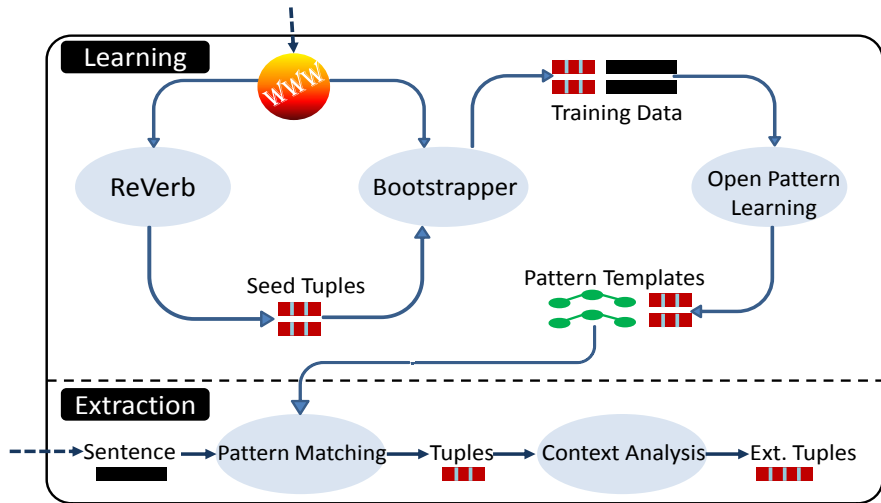 Learning
WWW
Training Data
ReVerb
Bootstrapper
Open Pattern
Learning
Seed Tuples
Pattern Templates
Extraction
Sentence
Pattern Matching
Tuples
Context Analysis
Ext. Tuples